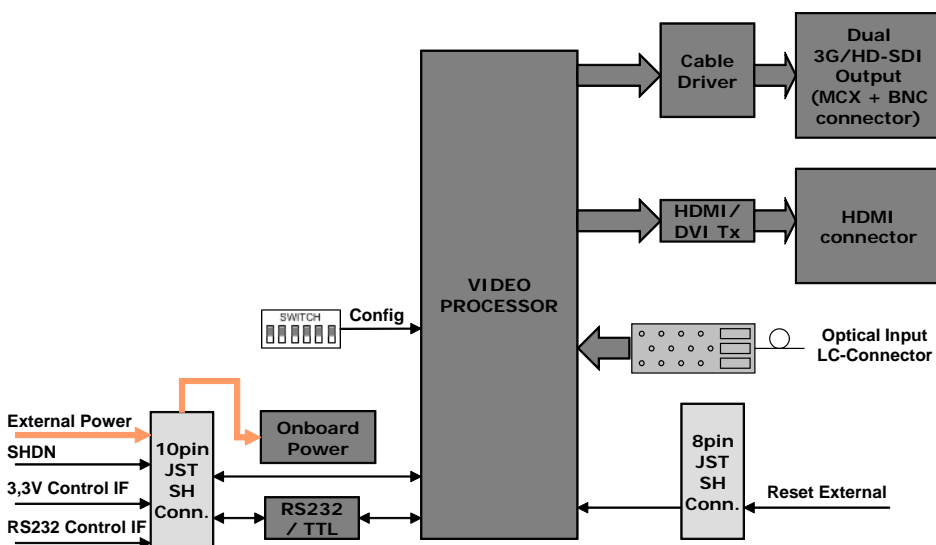 Cable
Driver
Dual
3G/HD-SDI
Output
(MCX + BNC
connector)
HDMI/
DVI Tx
HDMI
connector
VIDEO
PROCESSOR
SWITCH
Config
Optical Input
LC-Connector
External Power
SHDN
3,3V Control IF
RS232 Control IF
10pin
JST
SH
Conn.
Onboard
Power
RS232
/ TTL
8pin
JST
SH
Conn.
Reset External